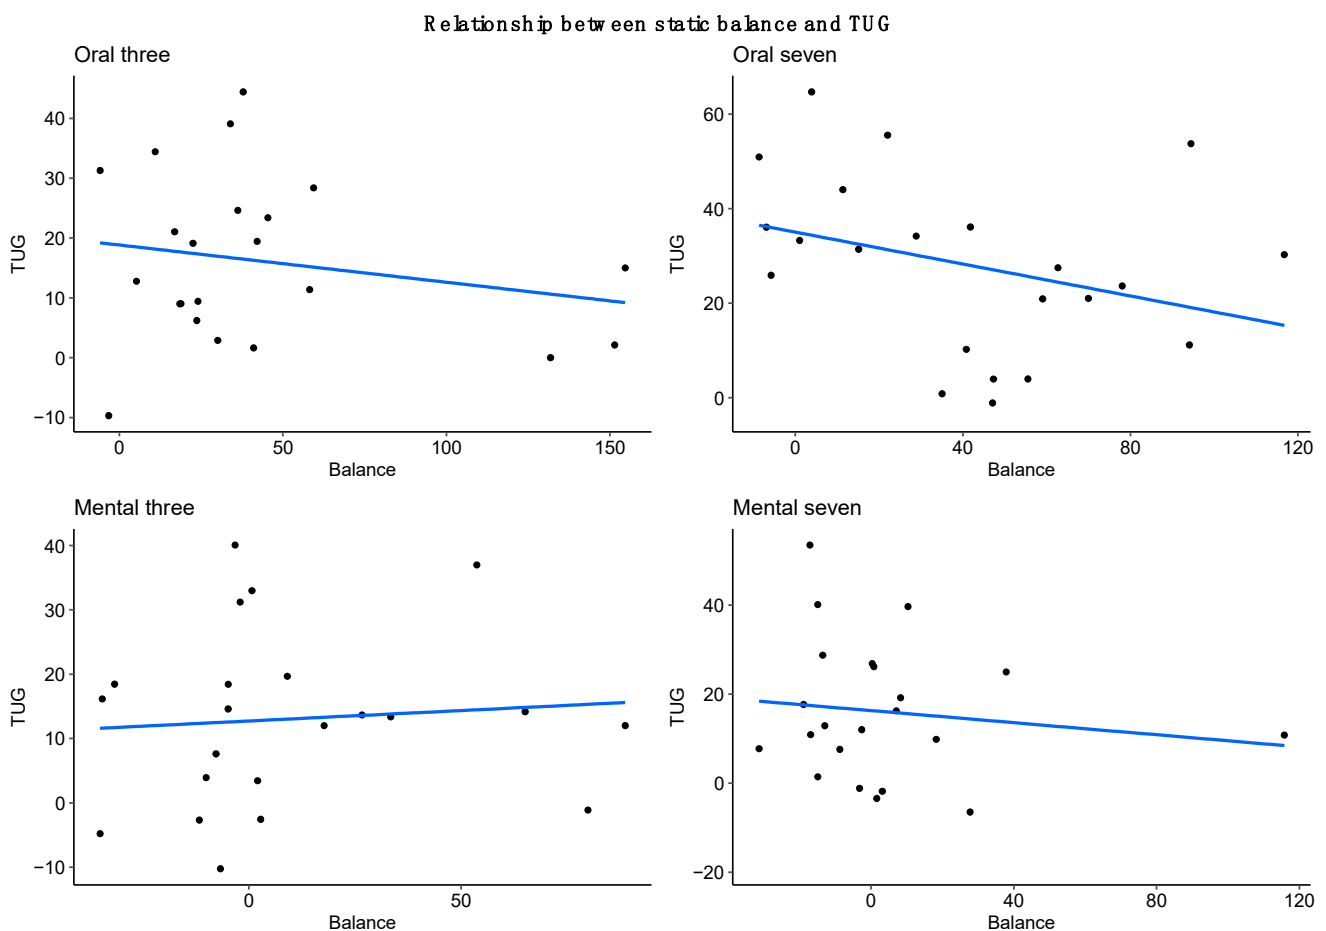 Relationship between static balance and TUG
Oral three
TUG
40
30
20
10
0
−10
0 50 100 150
Balance
Oral seven
TUG
60
40
20
0
0 40 80 120
Balance
Mental three
TUG
40
30
20
10
0
−10
0 50
Balance
Mental seven
TUG
40
20
0
−20
0 40 80 120
Balance